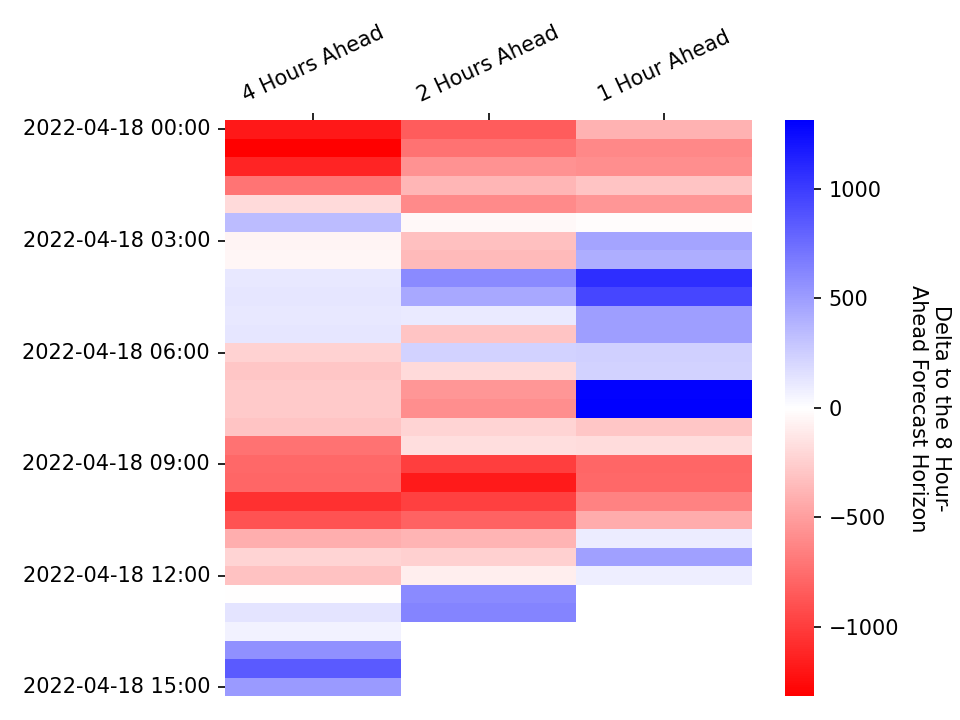 4 Hours Ahead
2 Hours Ahead
1 Hour Ahead
2022-04-18 00:00
2022-04-18 03:00
2022-04-18 06:00
2022-04-18 09:00
2022-04-18 12:00
2022-04-18 15:00
1000
500
0
−500
−1000
Delta to the 8 Hour-
Ahead Forecast Horizon